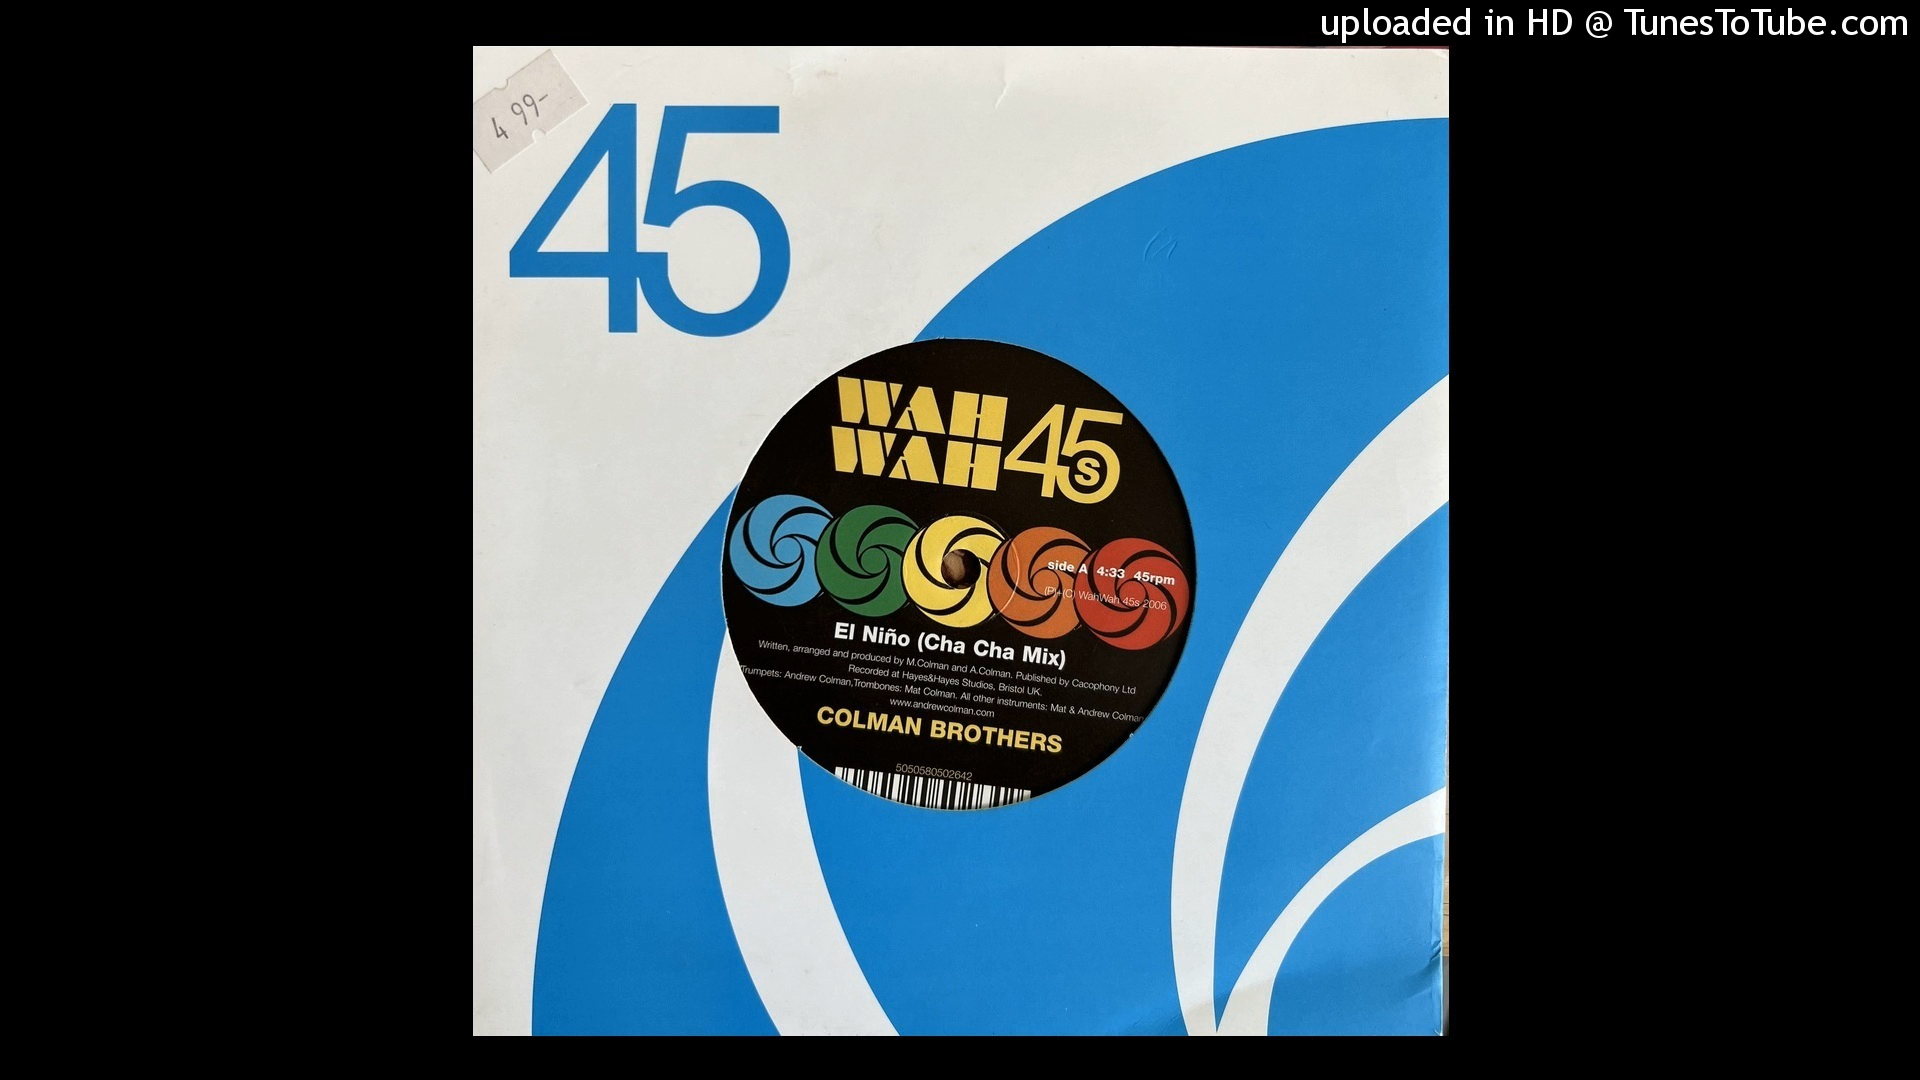 uploaded in HD @ TunesToTube.com
4 99-
45
WAH
WAH 45s
side A 4:33 45rpm
(P)+(C) WahWah 45s 2006
El Niño (Cha Cha Mix)
Written, arranged and produced by M.Colman and A.Colman. Published by Cacophony Ltd
Recorded at Hayes&Hayes Studios, Bristol UK.
Trumpets: Andrew Colman,Trombones: Mat Colman. All other instruments: Mat & Andrew Colman
www.andrewcolman.com
COLMAN BROTHERS
5050580502642